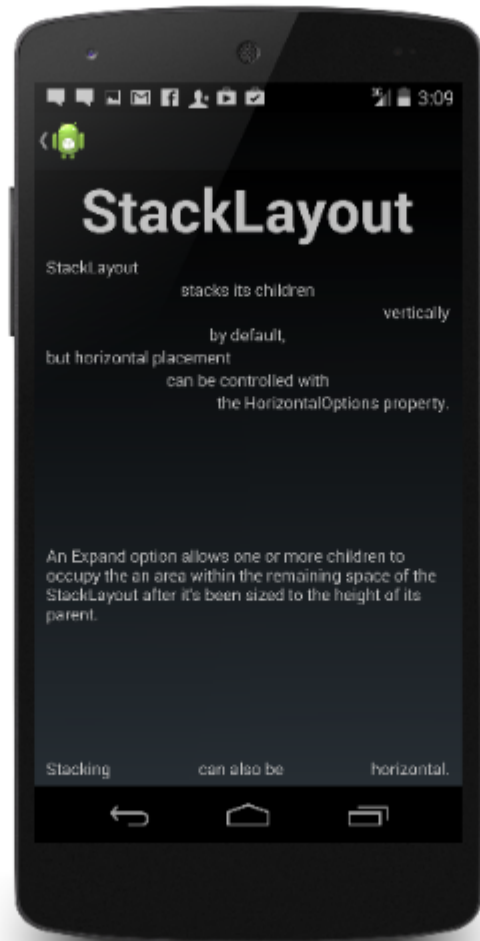 3:09
StackLayout
StackLayout
stacks its children
vertically
by default,
but horizontal placement
can be controlled with
the HorizontalOptions property.
An Expand option allows one or more children to
occupy the an area within the remaining space of the
StackLayout after it's been sized to the height of its
parent.
Stacking can also be horizontal.